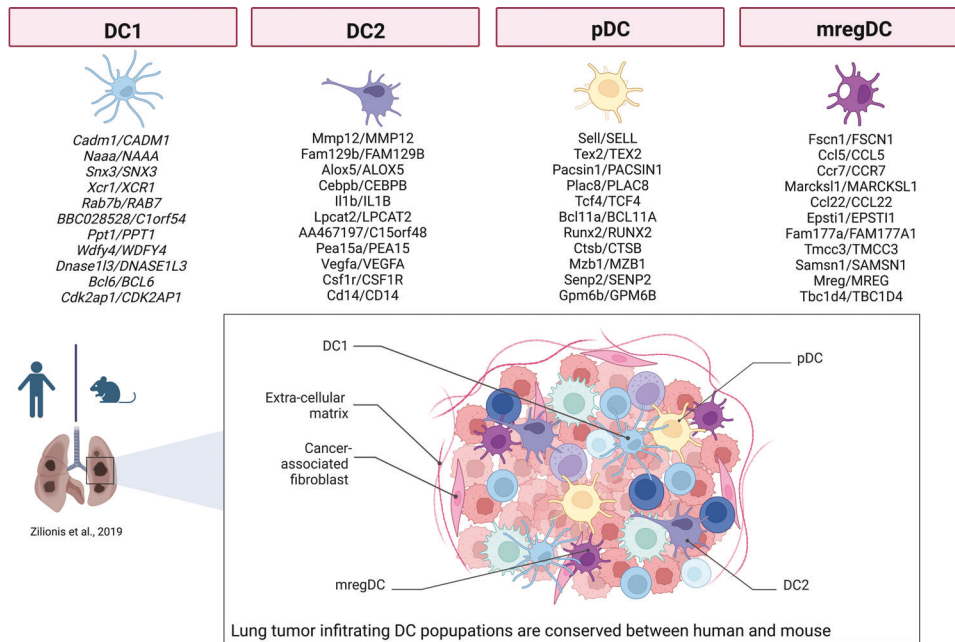 DC1
DC2
pDC
mregDC
Cadm1/CADM1
Naaa/NAAA
Snx3/SNX3
Xcr1/XCR1
Rab7b/RAB7
BBC028528/C1orf54
Ppt1/PPT1
Wdfy4/WDFY4
Dnase1l3/DNASE1L3
Bcl6/BCL6
Cdk2ap1/CDK2AP1
Mmp12/MMP12
Fam129b/FAM129B
Alox5/ALOX5
Cebpb/CEBPB
Il1b/IL1B
Lpcat2/LPCAT2
AA467197/C15orf48
Pea15a/PEA15
Vegfa/VEGFA
Csf1r/CSF1R
Cd14/CD14
Sell/SELL
Tex2/TEX2
Pacsin1/PACSIN1
Plac8/PLAC8
Tcf4/TCF4
Bcl11a/BCL11A
Runx2/RUNX2
Ctsb/CTSB
Mzb1/MZB1
Senp2/SENP2
Gpm6b/GPM6B
Fscn1/FSCN1
Ccl5/CCL5
Ccr7/CCR7
Marcksl1/MARCKSL1
Ccl22/CCL22
Epsti1/EPSTI1
Fam177a/FAM177A1
Tmcc3/TMCC3
Samsn1/SAMSN1
Mreg/MREG
Tbc1d4/TBC1D4
Zilionis et al., 2019
DC1
pDC
Extra-cellular
matrix
Cancer-
associated
fibroblast
mregDC
DC2
Lung tumor infitrating DC popupations are conserved between human and mouse